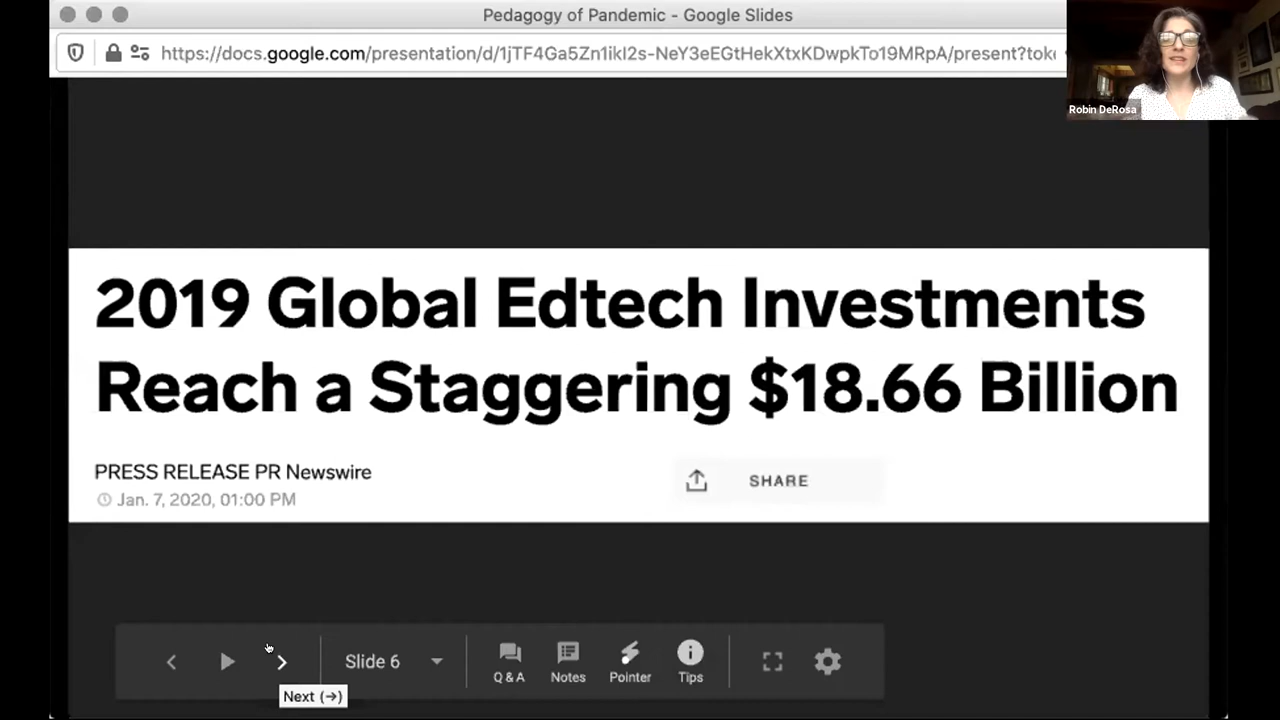 Pedagogy of Pandemic - Google Slides
https://docs.google.com/presentation/d/1jTF4Ga5Zn1ikI2s-NeY3eEGtHekXtxKDwpkTo19MRpA/present?toke
Robin DeRosa
2019 Global Edtech Investments
Reach a Staggering $18.66 Billion
PRESS RELEASE PR Newswire
SHARE
Jan. 7, 2020, 01:00 PM
Slide 6
Q & A
Notes
Pointer
Tips
Next (→)